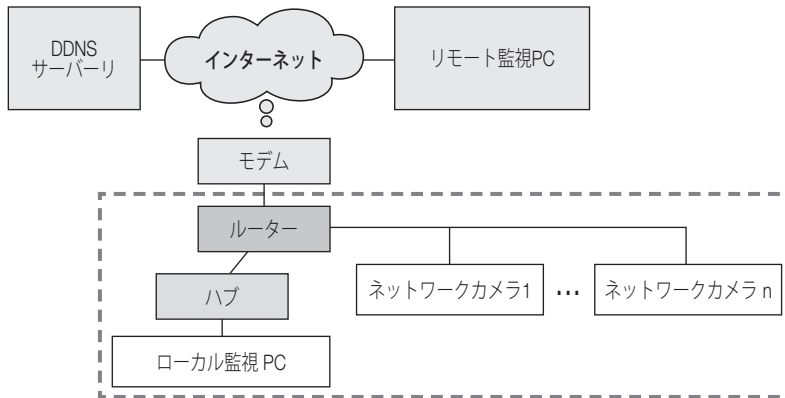 DDNS
サーバーリ
インターネット
リモート監視PC
モデム
ルーター
ハブ
ネットワークカメラ1
...
ネットワークカメラ n
ローカル監視 PC